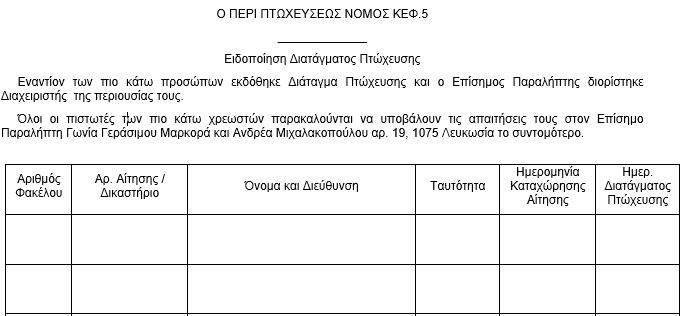 Ο ΠΕΡΙ ΠΤΩΧΕΥΣΕΩΣ ΝΟΜΟΣ ΚΕΦ.5
Ειδοποίηση Διατάγματος Πτώχευσης
Εναντίον των πιο κάτω προσώπων εκδόθηκε Διάταγμα Πτώχευσης και ο Επίσημος Παραλήπτης διορίστηκε
Διαχειριστής της περιουσίας τους.
Όλοι οι πιστωτές των πιο κάτω χρεωστών παρακαλούνται να υποβάλουν τις απαιτήσεις τους στον Επίσημο
Παραλήπτη Γωνία Γεράσιμου Μαρκορά και Ανδρέα Μιχαλακοπούλου αρ. 19, 1075 Λευκωσία το συντομότερο.
Αριθμός
Φακέλου
Αρ. Αίτησης /
Δικαστήριο
Όνομα και Διεύθυνση
Ταυτότητα
Ημερομηνία
Καταχώρησης
Αίτησης
Ημερ.
Διατάγματος
Πτώχευσης